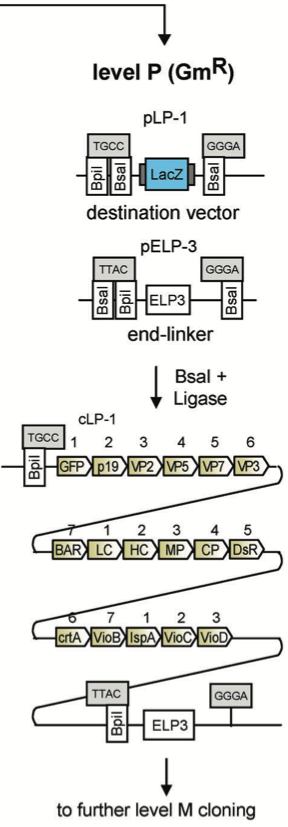 level P (Gm^R)
pLP-1
TGCC GGGA
BpiI BsaI LacZ BsaI
destination vector
pELP-3
TTAC GGGA
BsaI BpiI ELP3 BsaI
end-linker
BsaI +
Ligase
cLP-1
TGCC 1 2 3 4 5 6
BpiI GFP p19 VP2 VP5 VP7 VP3
7 1 2 3 4 5
BAR LC HC MP CP DsR
6 7 1 2 3
crtA VioB IspA VioC VioD
TTAC GGGA
BpiI ELP3
to further level M cloning